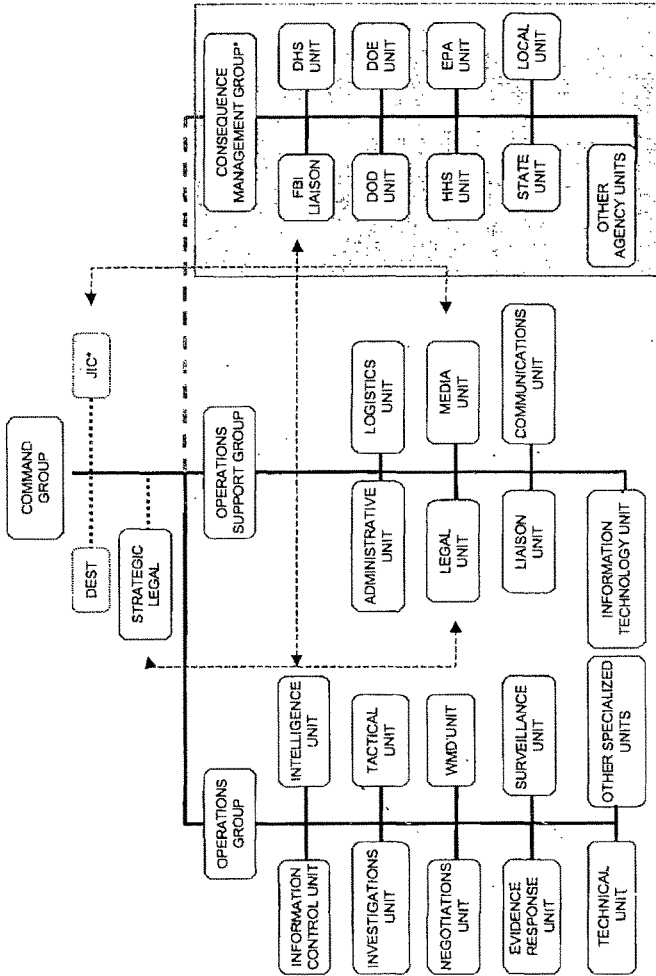 COMMAND
GROUP
DEST
JIC*
STRATEGIC
LEGAL
OPERATIONS
GROUP
INFORMATION
CONTROL UNIT
INTELLIGENCE
UNIT
INVESTIGATIONS
UNIT
TACTICAL
UNIT
NEGOTIATIONS
UNIT
WMD UNIT
EVIDENCE
RESPONSE
UNIT
SURVEILLANCE
UNIT
TECHNICAL
UNIT
OTHER SPECIALIZED
UNITS
OPERATIONS
SUPPORT GROUP
ADMINISTRATIVE
UNIT
LOGISTICS
UNIT
LEGAL
UNIT
MEDIA
UNIT
LIAISON
UNIT
COMMUNICATIONS
UNIT
INFORMATION
TECHNOLOGY UNIT
CONSEQUENCE
MANAGEMENT GROUP*
FBI
LIAISON
DHS
UNIT
DOD
UNIT
DOE
UNIT
HHS
UNIT
EPA
UNIT
STATE
UNIT
LOCAL
UNIT
OTHER
AGENCY UNITS